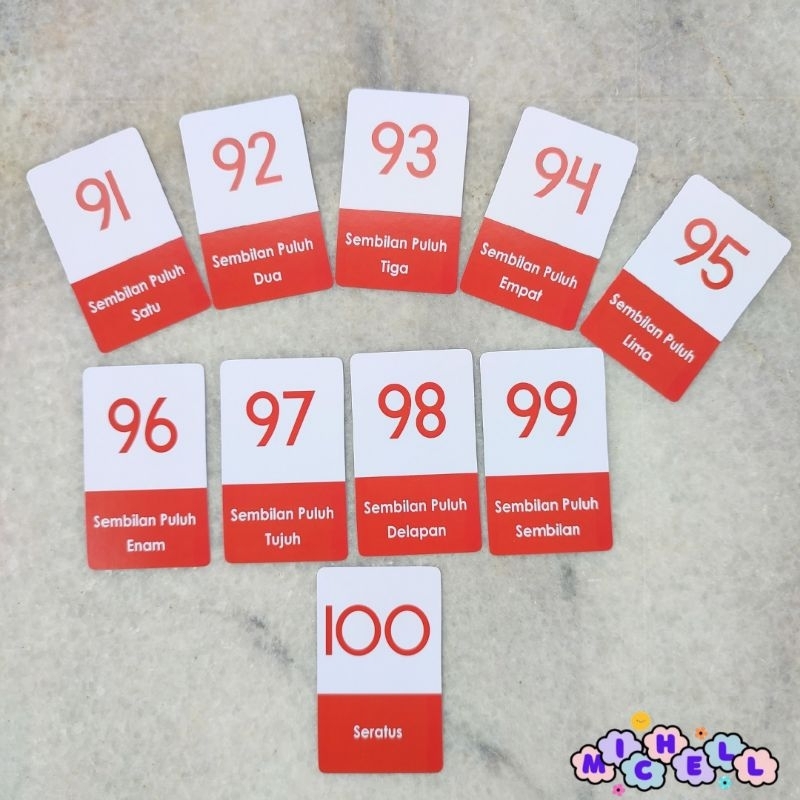 91
Sembilan Puluh
Satu
92
Sembilan Puluh
Dua
93
Sembilan Puluh
Tiga
94
Sembilan Puluh
Empat
95
Sembilan Puluh
Lima
96
Sembilan Puluh
Enam
97
Sembilan Puluh
Tujuh
98
Sembilan Puluh
Delapan
99
Sembilan Puluh
Sembilan
100
Seratus
MICHELL